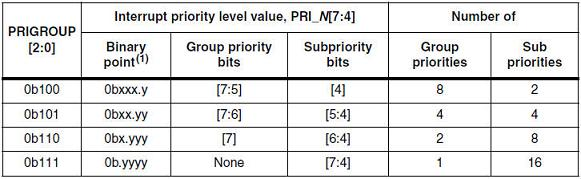 PRIGROUP [2:0] Interrupt priority level value, PRI_N[7:4] Number of
Binary point(1) Group priority bits Subpriority bits Group priorities Sub priorities
0b100 0bxxx.y [7:5] [4] 8 2
0b101 0bxx.yy [7:6] [5:4] 4 4
0b110 0bx.yyy [7] [6:4] 2 8
0b111 0b.yyyy None [7:4] 1 16